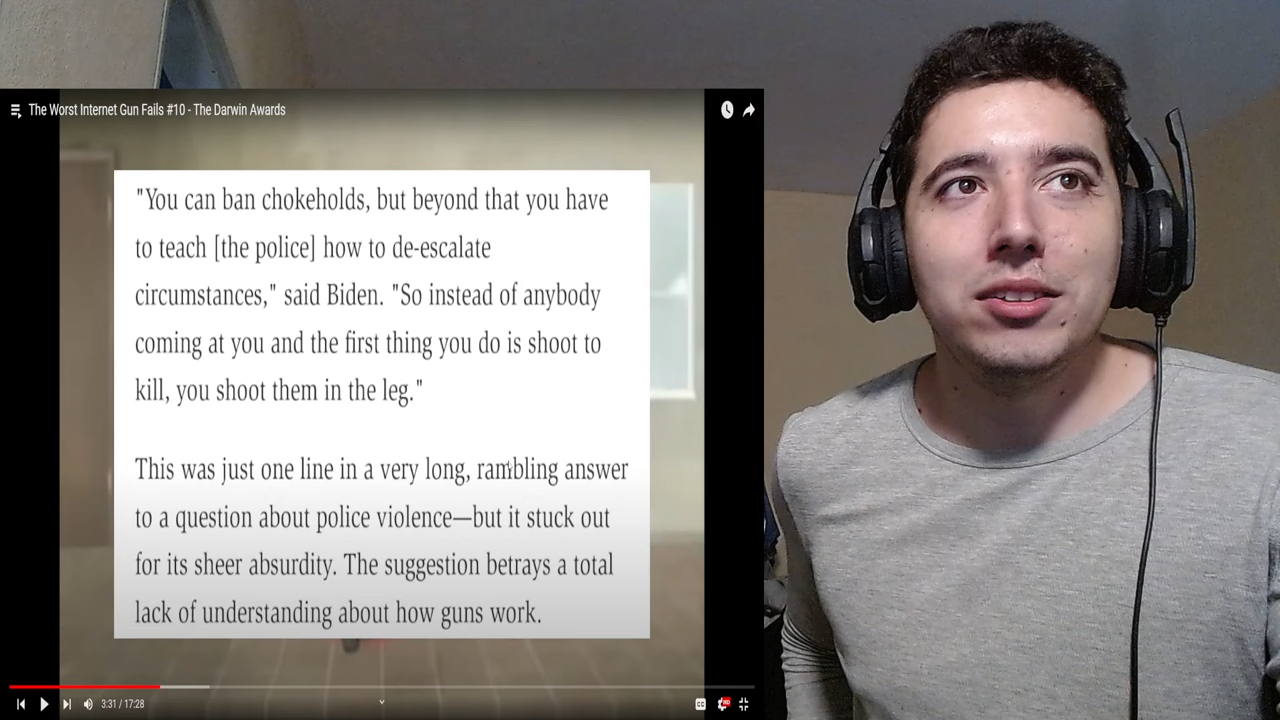 The Worst Internet Gun Fails #10 - The Darwin Awards
"You can ban chokeholds, but beyond that you have
to teach [the police] how to de-escalate
circumstances," said Biden. "So instead of anybody
coming at you and the first thing you do is shoot to
kill, you shoot them in the leg."
This was just one line in a very long, rambling answer
to a question about police violence—but it stuck out
for its sheer absurdity. The suggestion betrays a total
lack of understanding about how guns work.
3:31 / 17:28
CC
HD